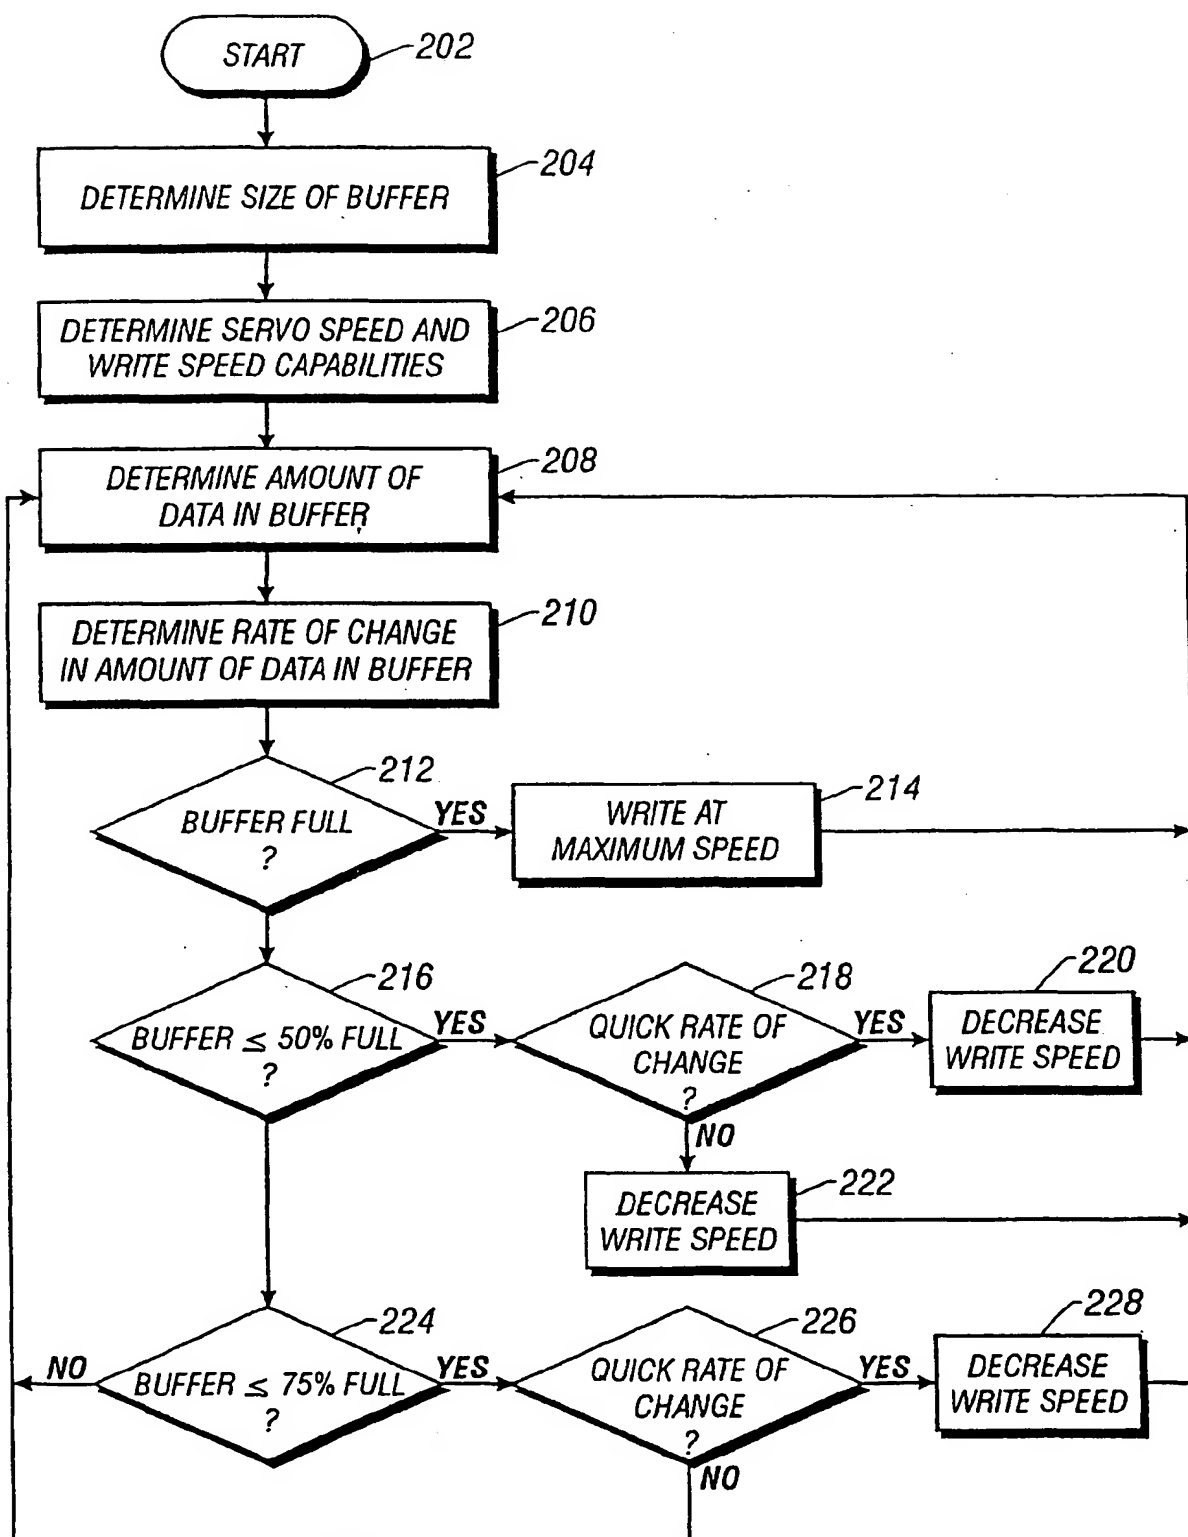 START
202
DETERMINE SIZE OF BUFFER
204
DETERMINE SERVO SPEED AND
WRITE SPEED CAPABILITIES
206
DETERMINE AMOUNT OF
DATA IN BUFFER
208
DETERMINE RATE OF CHANGE
IN AMOUNT OF DATA IN BUFFER
210
BUFFER FULL
?
212
YES
WRITE AT
MAXIMUM SPEED
214
BUFFER ≤ 50% FULL
?
216
YES
QUICK RATE OF
CHANGE
?
218
YES
DECREASE
WRITE SPEED
220
NO
DECREASE
WRITE SPEED
222
BUFFER ≤ 75% FULL
?
224
NO
YES
QUICK RATE OF
CHANGE
?
226
YES
DECREASE
WRITE SPEED
228
NO